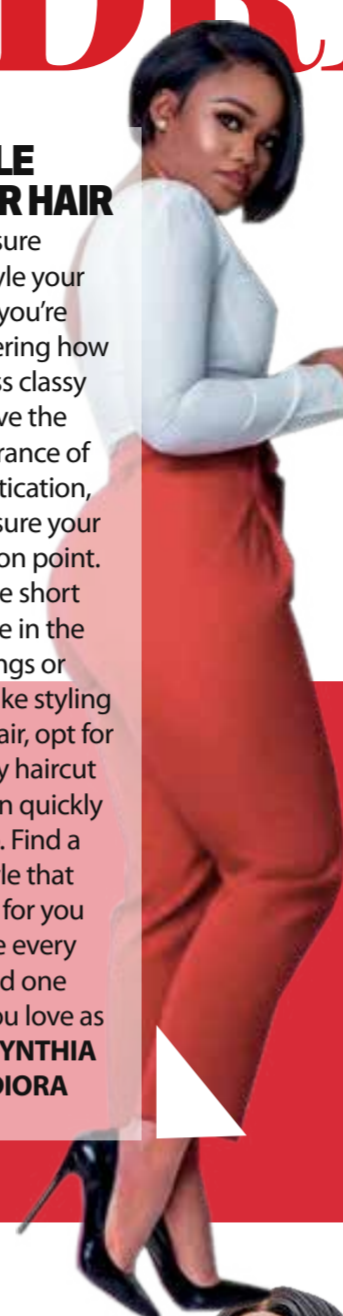 DR
LE
R HAIR
sure
yle your
you're
ering how
ss classy
ve the
rance of
tication,
sure your
on point.
e short
e in the
ngs or
ke styling
air, opt for
y haircut
n quickly
. Find a
le that
for you
e every
d one
ou love as
YNTHIA
DIORA